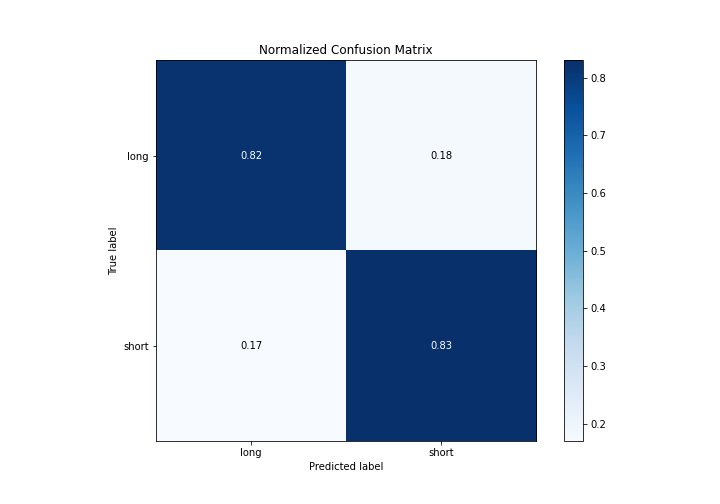 Normalized Confusion Matrix
True label
long
short
0.82
0.18
0.17
0.83
long
short
Predicted label
0.8
0.7
0.6
0.5
0.4
0.3
0.2